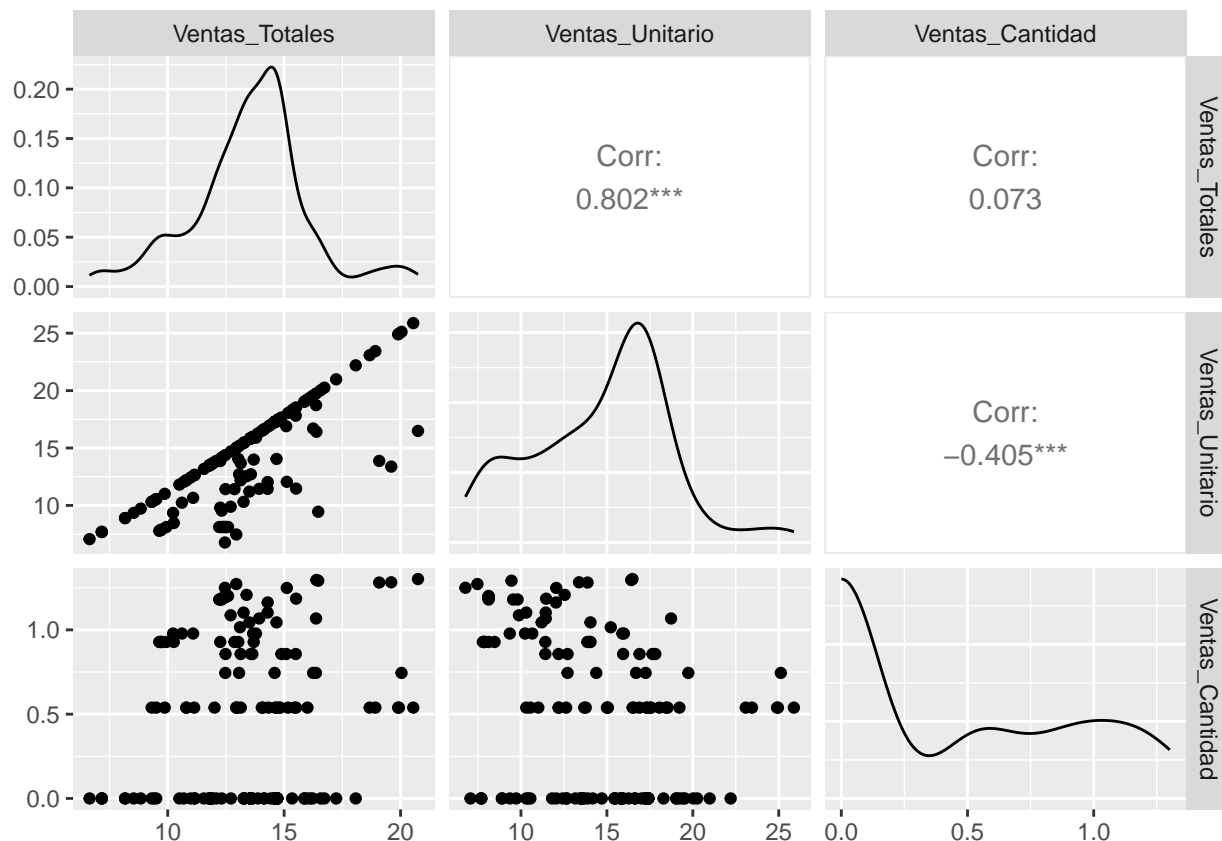 Ventas_Totales Ventas_Unitario Ventas_Cantidad
0.20
0.15
0.10
0.05
0.00
Corr:
0.802***
Corr:
0.073
Ventas_Totales
25
20
15
10
Corr:
−0.405***
Ventas_Unitario
1.0
0.5
0.0
Ventas_Cantidad
10 15 20 10 15 20 25 0.0 0.5 1.0